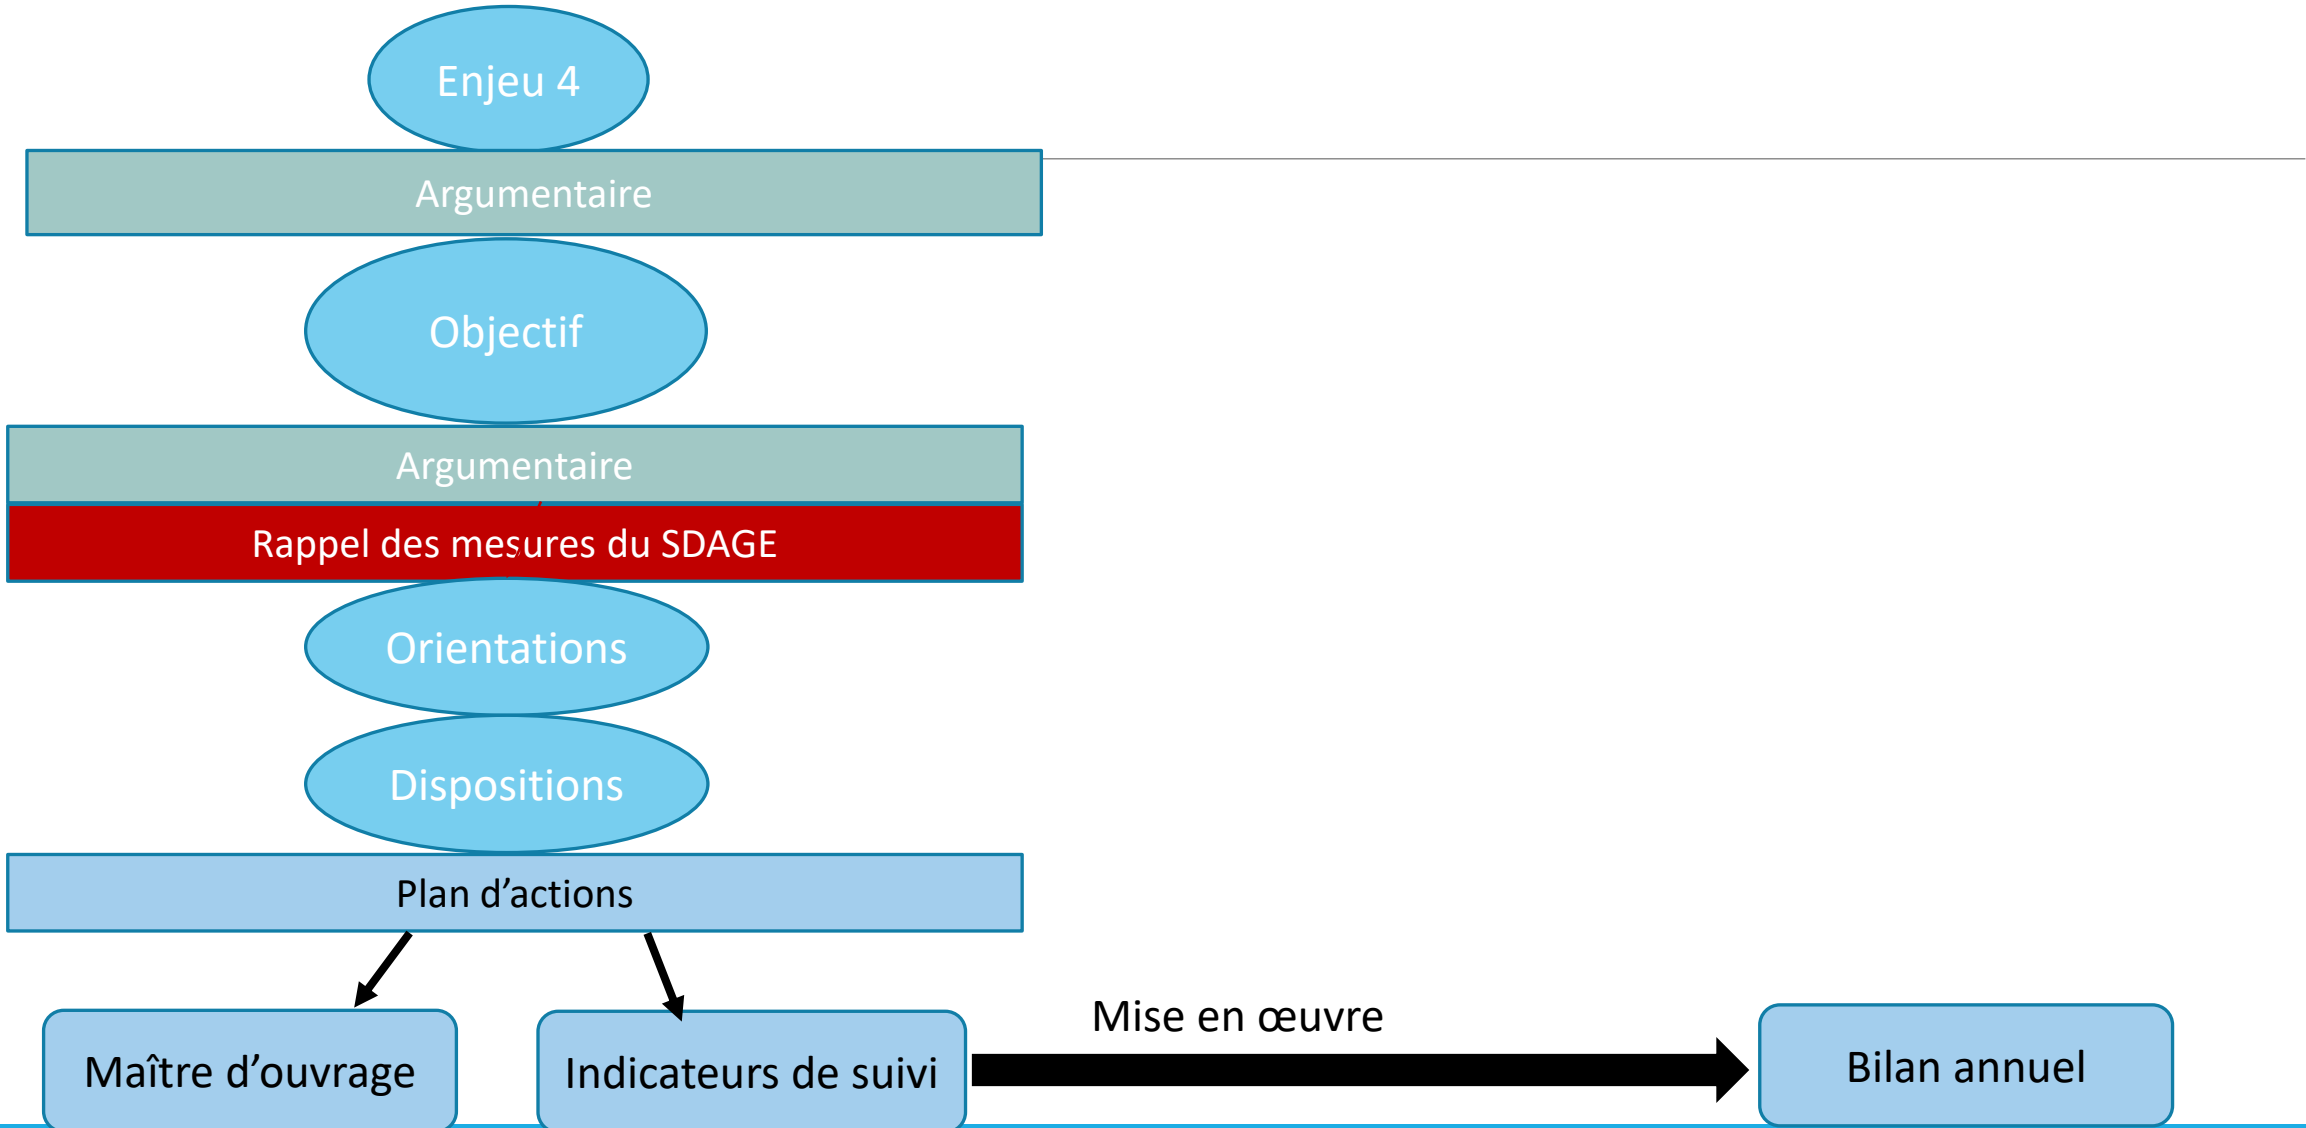 Enjeu 4
Argumentaire
Objectif
Argumentaire
Rappel des mesures du SDAGE
Orientations
Dispositions
Plan d’actions
Mise en œuvre
Maître d’ouvrage
Indicateurs de suivi
Bilan annuel